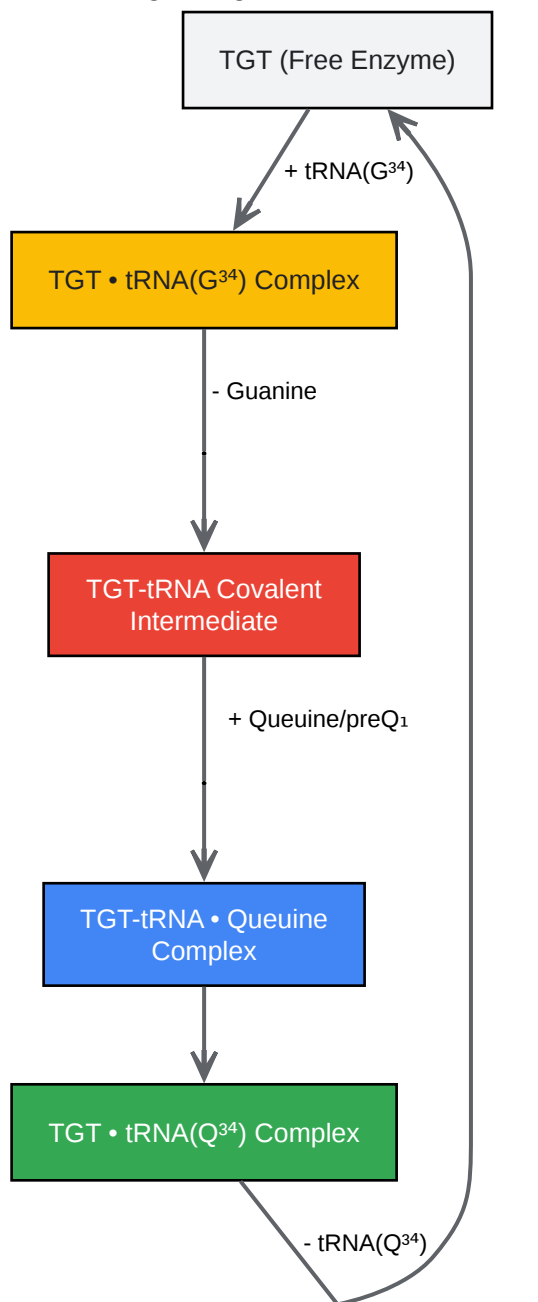 TGT (Free Enzyme)
+ tRNA(G³⁴)
TGT • tRNA(G³⁴) Complex
- Guanine
TGT-tRNA Covalent
Intermediate
+ Queuine/preQ₁
TGT-tRNA • Queuine
Complex
TGT • tRNA(Q³⁴) Complex
- tRNA(Q³⁴)